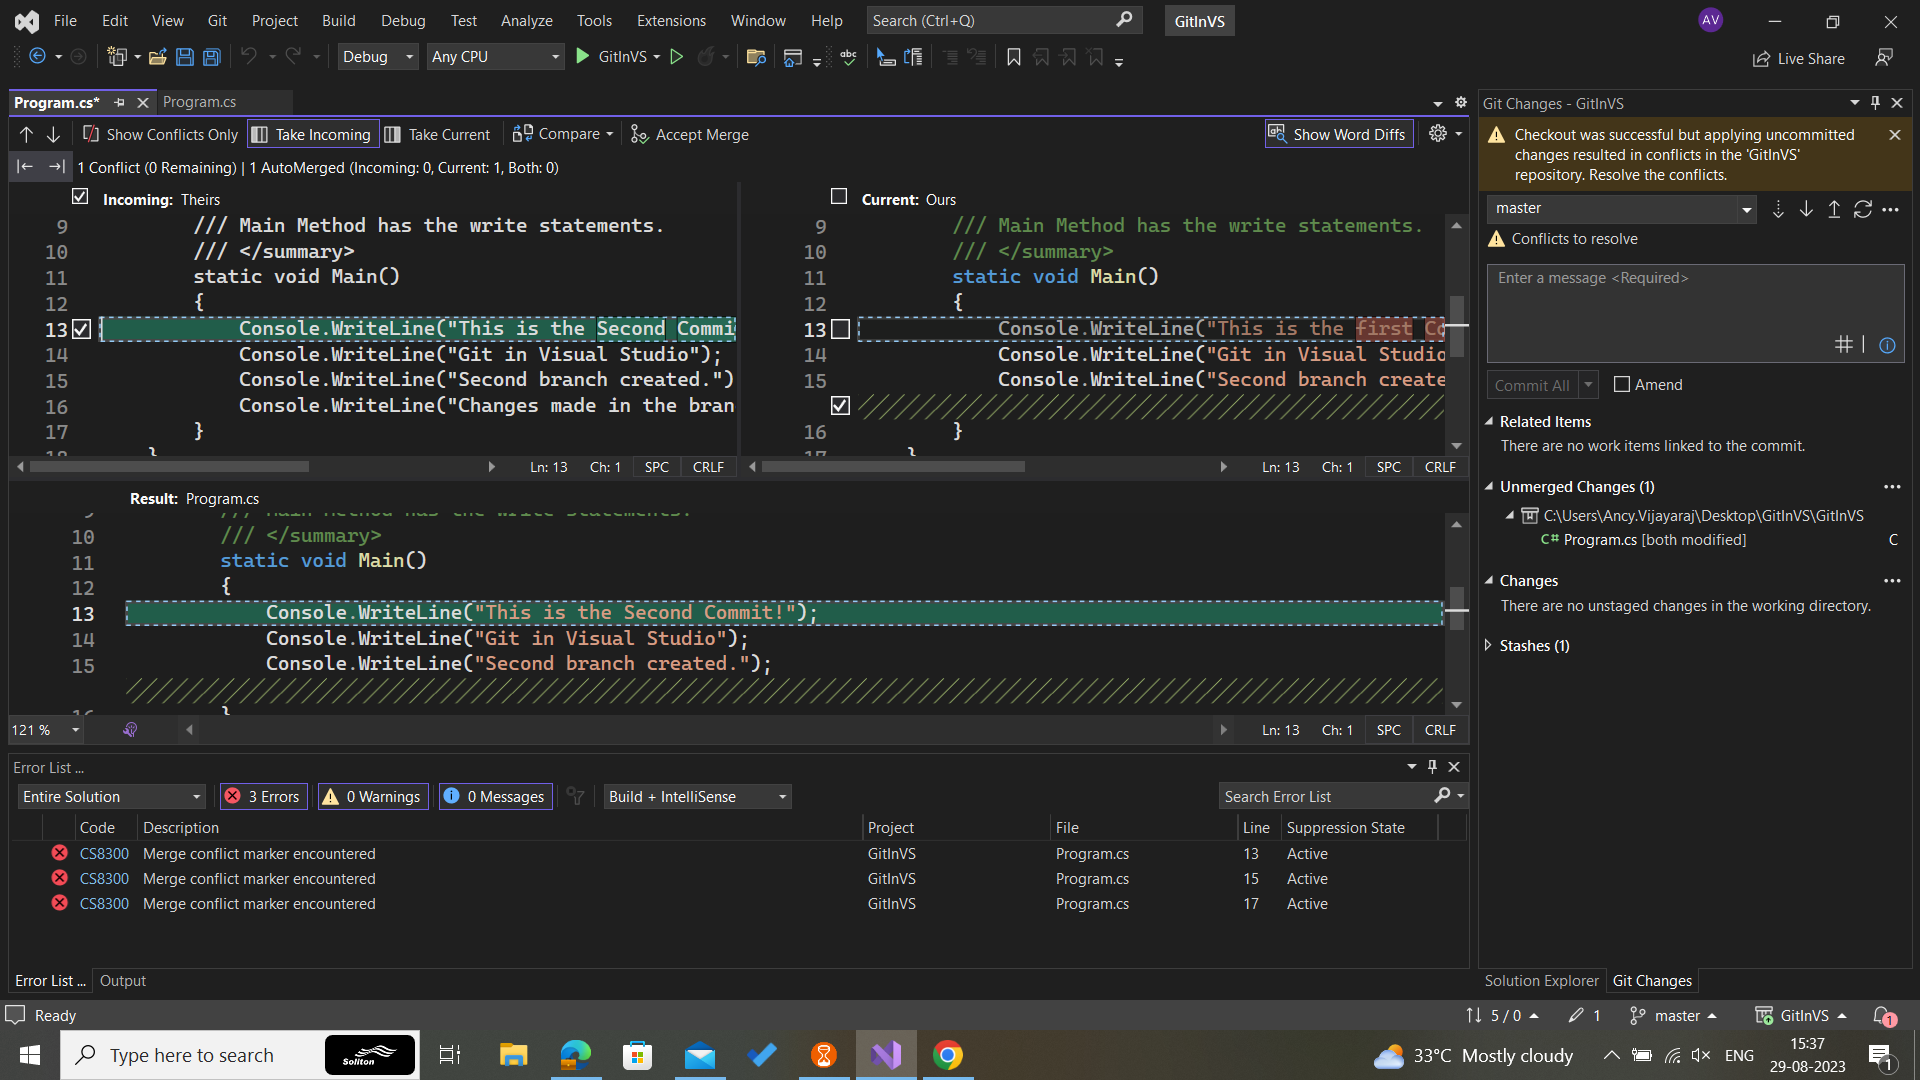 File Edit View Git Project Build Debug Test Analyze Tools Extensions Window Help Search (Ctrl+Q) GitInVS AV
Debug Any CPU GitInVS Live Share
Program.cs* Program.cs
Show Conflicts Only Take Incoming Take Current Compare Accept Merge Show Word Diffs
1 Conflict (0 Remaining) | 1 AutoMerged (Incoming: 0, Current: 1, Both: 0)
Incoming: Theirs
9 /// Main Method has the write statements.
10 /// </summary>
11 static void Main()
12 {
13 Console.WriteLine("This is the Second Commi
14 Console.WriteLine("Git in Visual Studio");
15 Console.WriteLine("Second branch created.")
16 Console.WriteLine("Changes made in the bran
17 }
18 }
Ln: 13 Ch: 1 SPC CRLF
Current: Ours
9 /// Main Method has the write statements.
10 /// </summary>
11 static void Main()
12 {
13 Console.WriteLine("This is the first Co
14 Console.WriteLine("Git in Visual Studio
15 Console.WriteLine("Second branch create
16 }
17 }
Ln: 13 Ch: 1 SPC CRLF
Result: Program.cs
9 /// Main Method has the write statements.
10 /// </summary>
11 static void Main()
12 {
13 Console.WriteLine("This is the Second Commit!");
14 Console.WriteLine("Git in Visual Studio");
15 Console.WriteLine("Second branch created.");
16 }
121 % Ln: 13 Ch: 1 SPC CRLF
Error List ...
Entire Solution 3 Errors 0 Warnings 0 Messages Build + IntelliSense Search Error List
Code Description Project File Line Suppression State
CS8300 Merge conflict marker encountered GitInVS Program.cs 13 Active
CS8300 Merge conflict marker encountered GitInVS Program.cs 15 Active
CS8300 Merge conflict marker encountered GitInVS Program.cs 17 Active
Error List ... Output
Git Changes - GitInVS
Checkout was successful but applying uncommitted
changes resulted in conflicts in the 'GitInVS'
repository. Resolve the conflicts.
master
Conflicts to resolve
Enter a message <Required>
Commit All Amend
Related Items
There are no work items linked to the commit.
Unmerged Changes (1)
C:\Users\Ancy.Vijayaraj\Desktop\GitInVS\GitInVS
C# Program.cs [both modified] C
Changes
There are no unstaged changes in the working directory.
Stashes (1)
Solution Explorer Git Changes
Ready 5 / 0 1 master GitInVS 1
Type here to search Soliton 33°C Mostly cloudy ENG 15:37
29-08-2023 1